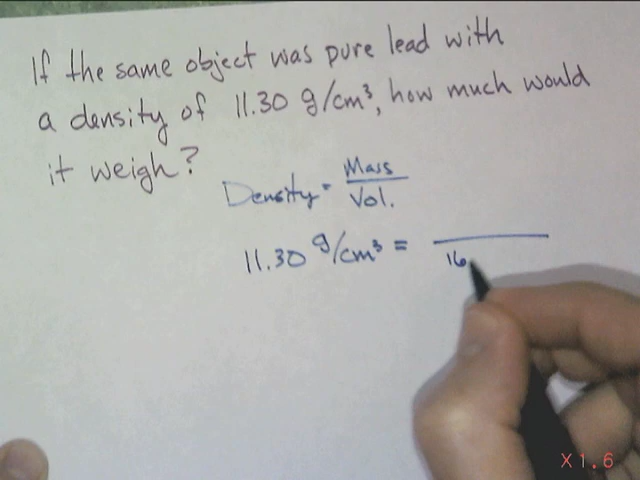 If the same object was pure lead with
a density of 11.30 g/cm³, how much would
it weigh?
Density = Mass / Vol.
11.30 g/cm³ =
16
X1.6